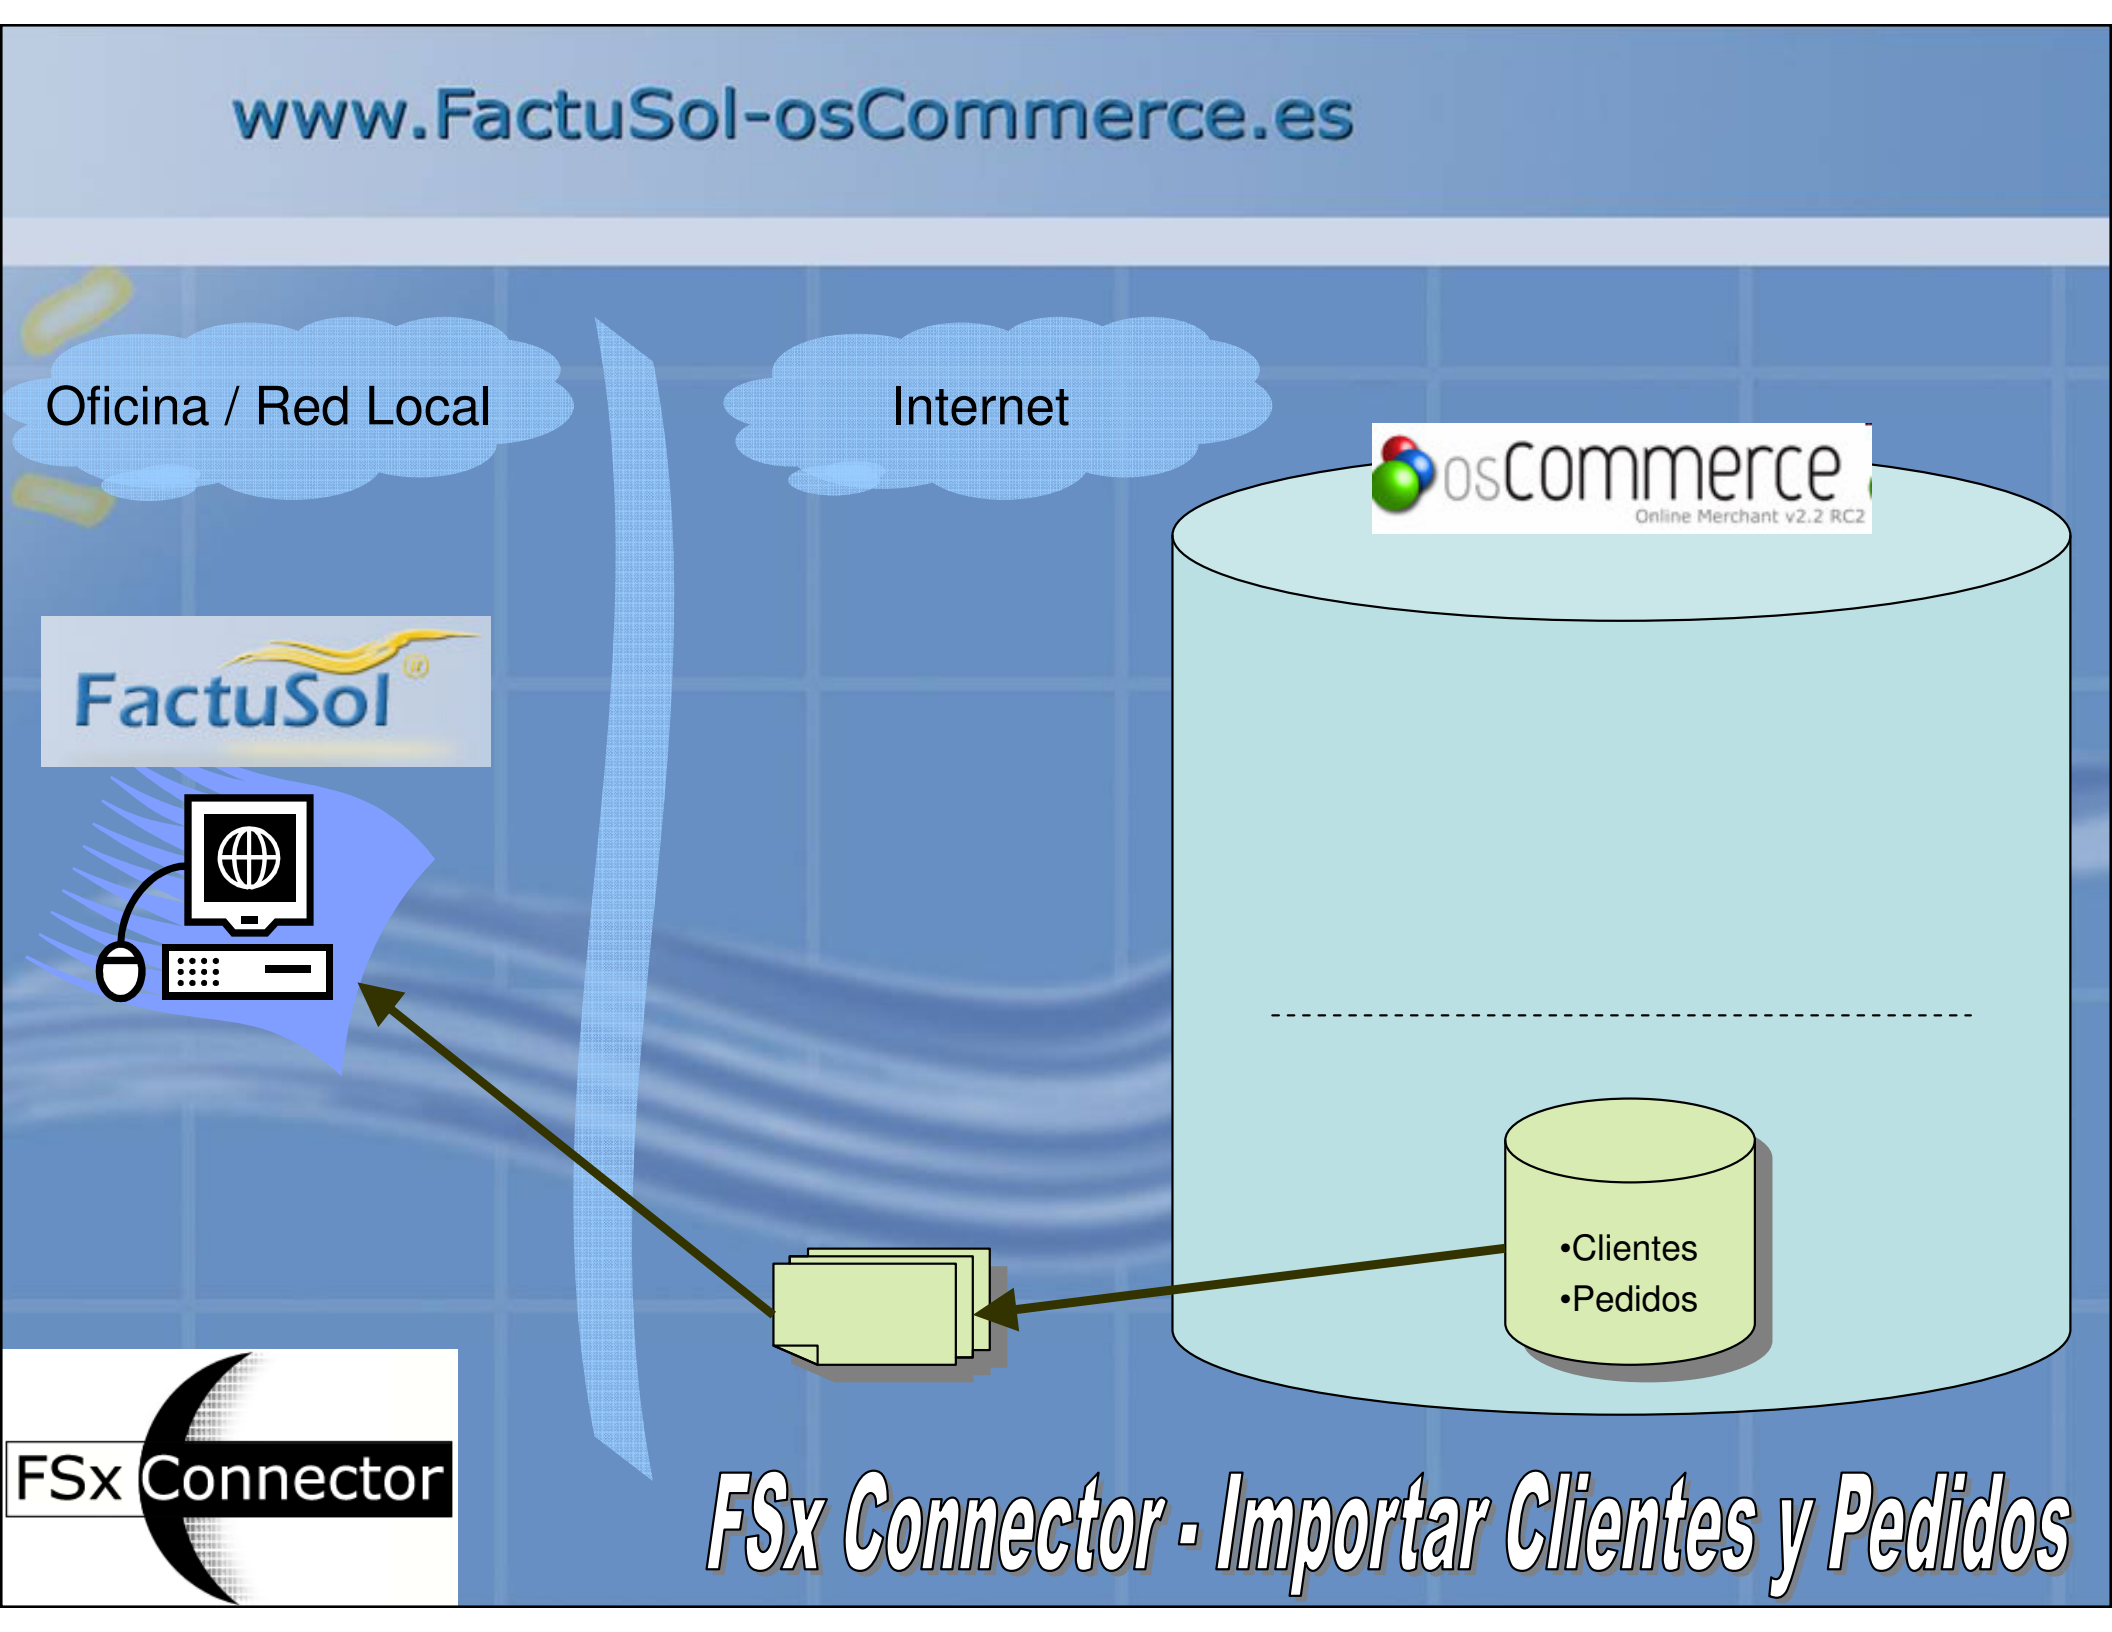 www.FactuSol-osCommerce.es
Oficina / Red Local
Internet
osCommerce
Online Merchant v2.2 RC2
FactuSol®
•Clientes
•Pedidos
FSx Connector
FSx Connector - Importar Clientes y Pedidos